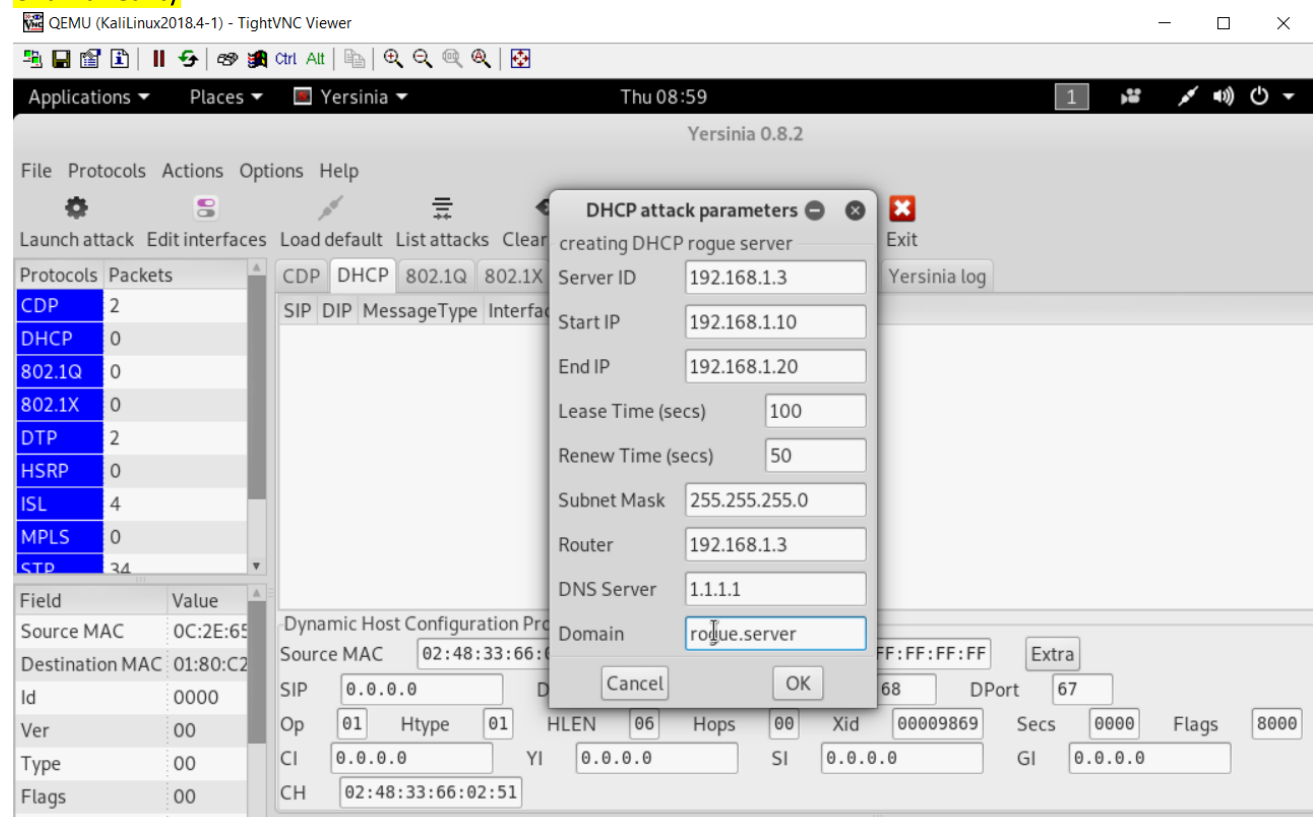 QEMU (KaliLinux2018.4-1) - TightVNC Viewer
Ctrl Alt
Applications Places Yersinia Thu 08:59 1
Yersinia 0.8.2
File Protocols Actions Options Help
Launch attack Edit interfaces Load default List attacks Clear Exit
Protocols Packets
CDP 2
DHCP 0
802.1Q 0
802.1X 0
DTP 2
HSRP 0
ISL 4
MPLS 0
STP 34
CDP DHCP 802.1Q 802.1X Yersinia log
SIP DIP MessageType Interfac
DHCP attack parameters
creating DHCP rogue server
Server ID 192.168.1.3
Start IP 192.168.1.10
End IP 192.168.1.20
Lease Time (secs) 100
Renew Time (secs) 50
Subnet Mask 255.255.255.0
Router 192.168.1.3
DNS Server 1.1.1.1
Domain rogue.server
Cancel OK
Field Value
Source MAC 0C:2E:65
Destination MAC 01:80:C2
Id 0000
Ver 00
Type 00
Flags 00
Dynamic Host Configuration Pro
Source MAC 02:48:33:66:0 FF:FF:FF:FF Extra
SIP 0.0.0.0 D 68 DPort 67
Op 01 Htype 01 HLEN 06 Hops 00 Xid 00009869 Secs 0000 Flags 8000
CI 0.0.0.0 YI 0.0.0.0 SI 0.0.0.0 GI 0.0.0.0
CH 02:48:33:66:02:51